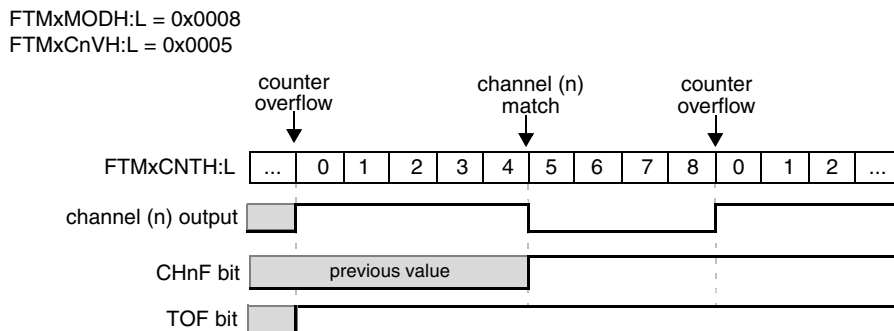 FTMxMODH:L = 0x0008
FTMxCnVH:L = 0x0005
counter overflow
channel (n) match
counter overflow
FTMxCNTH:L ... 0 1 2 3 4 5 6 7 8 0 1 2 ...
channel (n) output
CHnF bit previous value
TOF bit